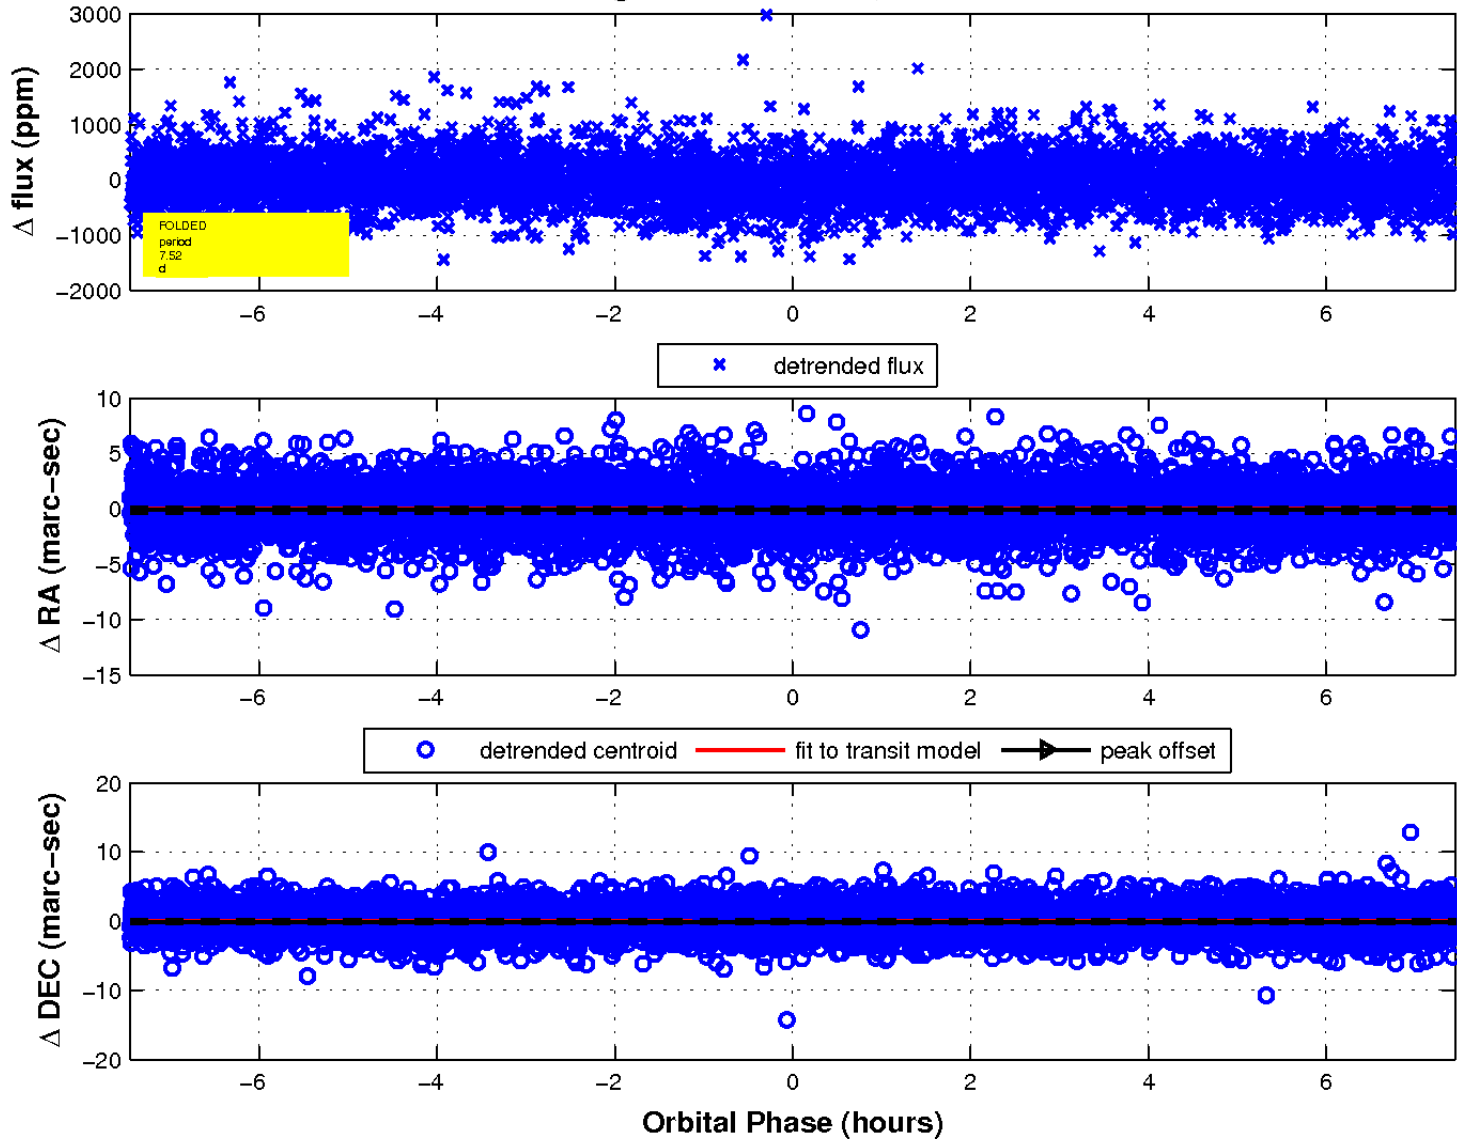 3000
2000
1000
0
−1000
−2000
Δ flux (ppm)
FOLDED
period
7.52
d
−6 −4 −2 0 2 4 6
detrended flux
10
5
0
−5
−10
−15
Δ RA (marc−sec)
−6 −4 −2 0 2 4 6
detrended centroid fit to transit model peak offset
20
10
0
−10
−20
Δ DEC (marc−sec)
−6 −4 −2 0 2 4 6
Orbital Phase (hours)